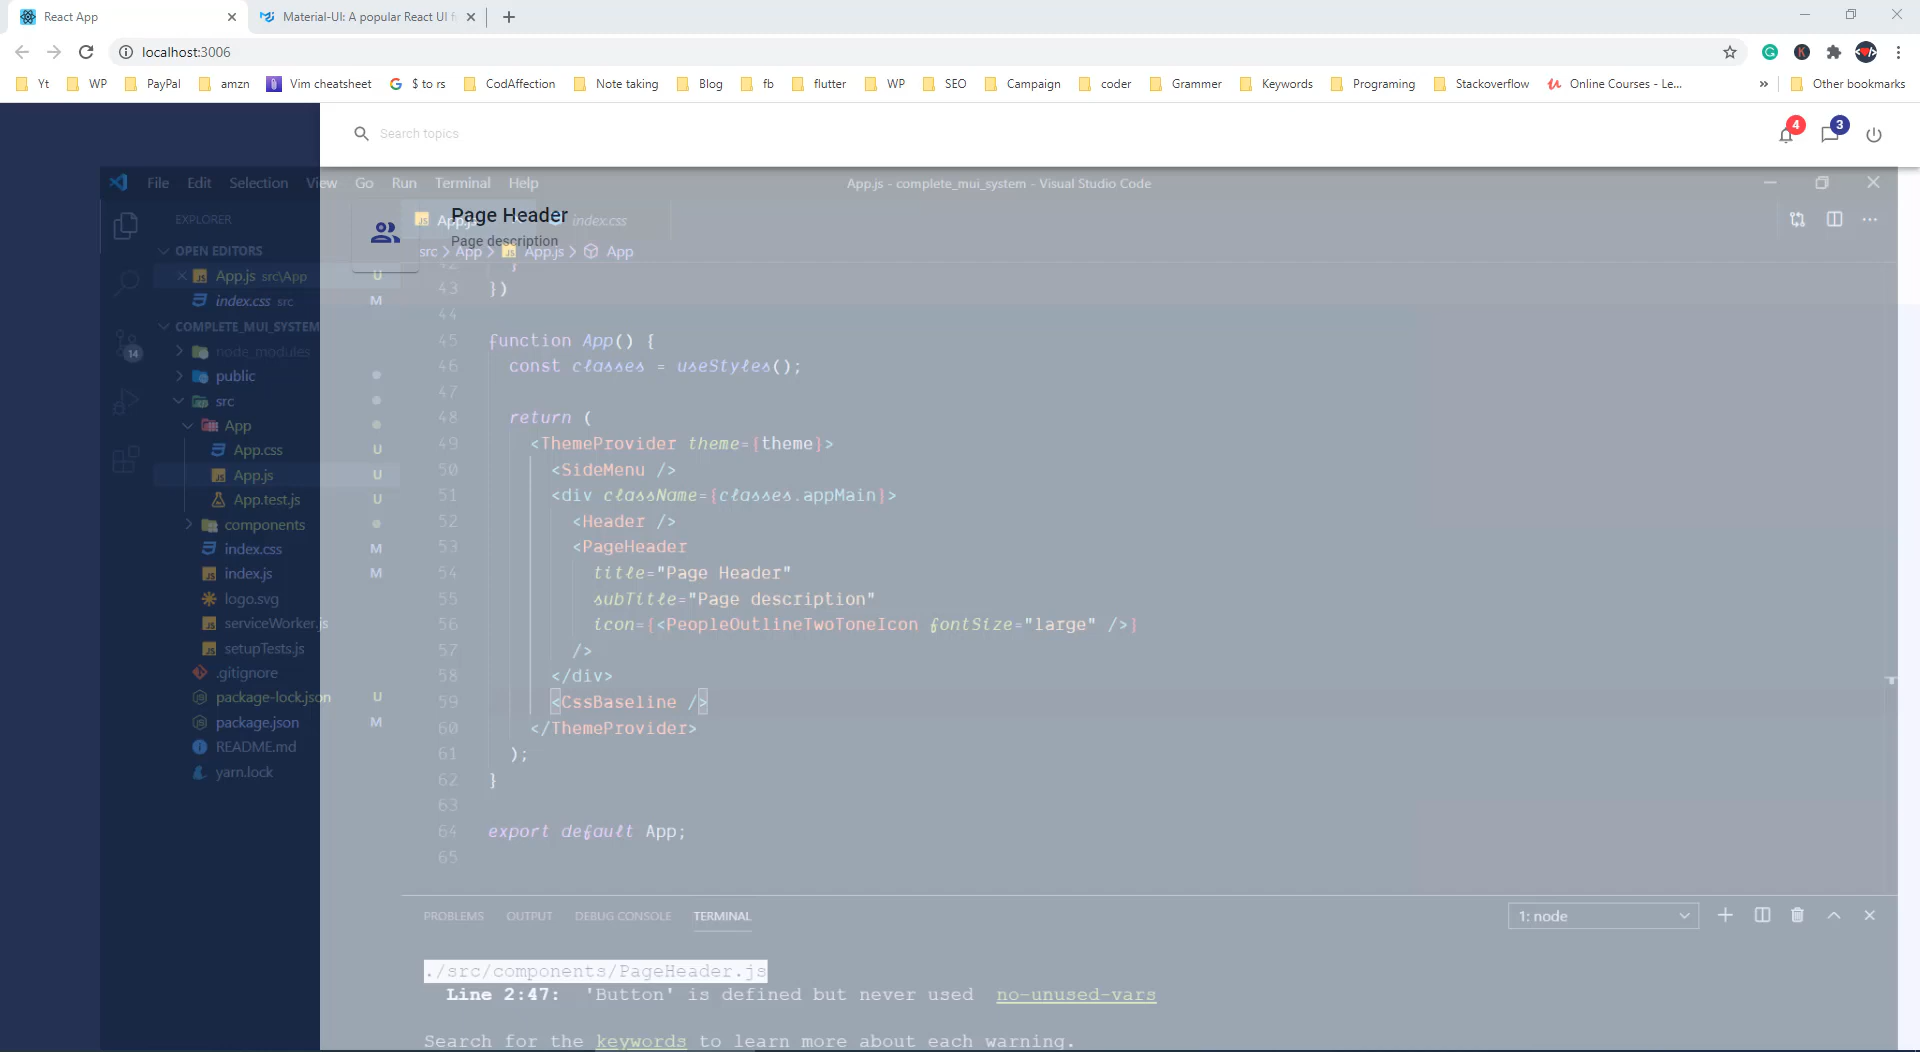 React App
Material-UI: A popular React UI f
localhost:3006
Yt
WP
PayPal
amzn
Vim cheatsheet
$ to rs
CodAffection
Note taking
Blog
fb
flutter
WP
SEO
Campaign
coder
Grammer
Keywords
Programing
Stackoverflow
Online Courses - Le...
»
Other bookmarks
Search topics
4
3
File Edit Selection View Go Run Terminal Help
App.js - complete_mui_system - Visual Studio Code
EXPLORER
OPEN EDITORS
App.js src\App U
index.css src M
COMPLETE_MUI_SYSTEM
14
node_modules
public
src
App
App.css U
App.js U
App.test.js U
components
index.css M
index.js M
logo.svg
serviceWorker.js
setupTests.js
.gitignore
package-lock.json U
package.json M
README.md
yarn.lock
App.js
index.css
Page Header
Page description
src > App > App.js > App
42 }
43 })
44
45 function App() {
46 const classes = useStyles();
47
48 return (
49 <ThemeProvider theme={theme}>
50 <SideMenu />
51 <div className={classes.appMain}>
52 <Header />
53 <PageHeader
54 title="Page Header"
55 subTitle="Page description"
56 icon={<PeopleOutlineTwoToneIcon fontSize="large" />}
57 />
58 </div>
59 <CssBaseline />
60 </ThemeProvider>
61 );
62 }
63
64 export default App;
65
PROBLEMS OUTPUT DEBUG CONSOLE TERMINAL
1: node
./src/components/PageHeader.js
Line 2:47: 'Button' is defined but never used no-unused-vars
Search for the keywords to learn more about each warning.